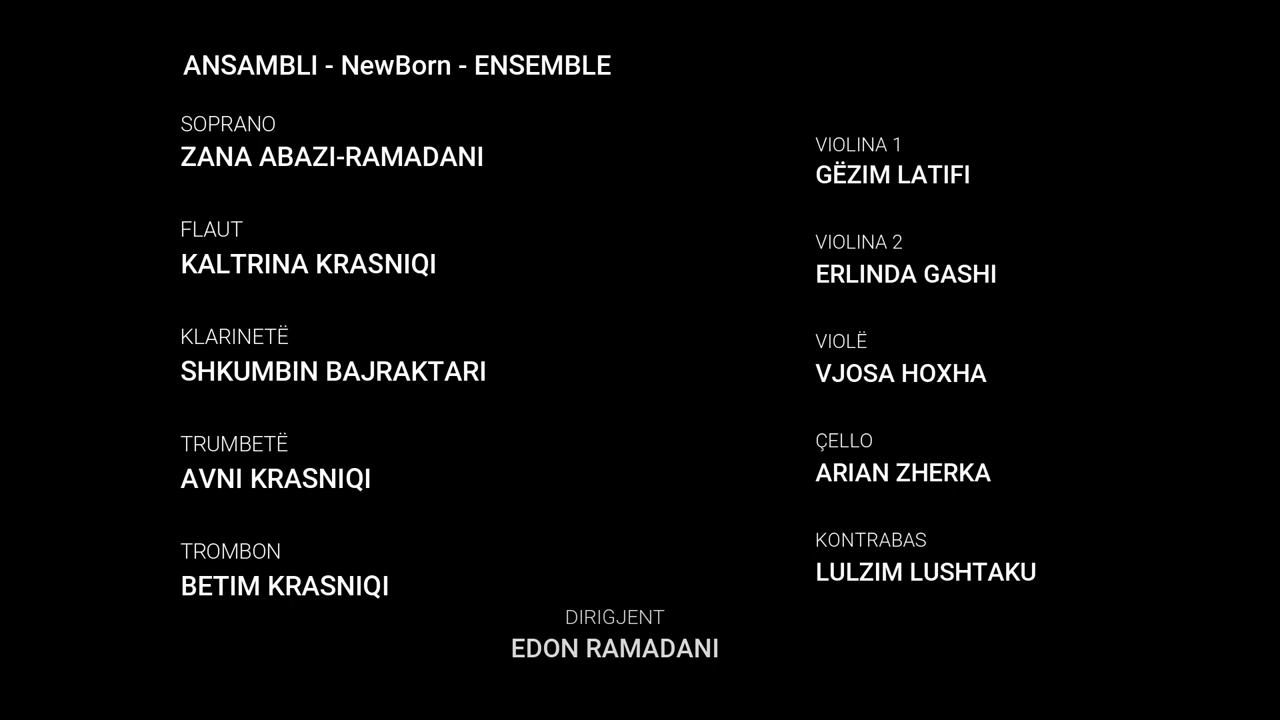 ANSAMBLI - NewBorn - ENSEMBLE
SOPRANO
ZANA ABAZI-RAMADANI
FLAUT
KALTRINA KRASNIQI
KLARINETË
SHKUMBIN BAJRAKTARI
TRUMBETË
AVNI KRASNIQI
TROMBON
BETIM KRASNIQI
VIOLINA 1
GËZIM LATIFI
VIOLINA 2
ERLINDA GASHI
VIOLË
VJOSA HOXHA
ÇELLO
ARIAN ZHERKA
KONTRABAS
LULZIM LUSHTAKU
DIRIGJENT
EDON RAMADANI